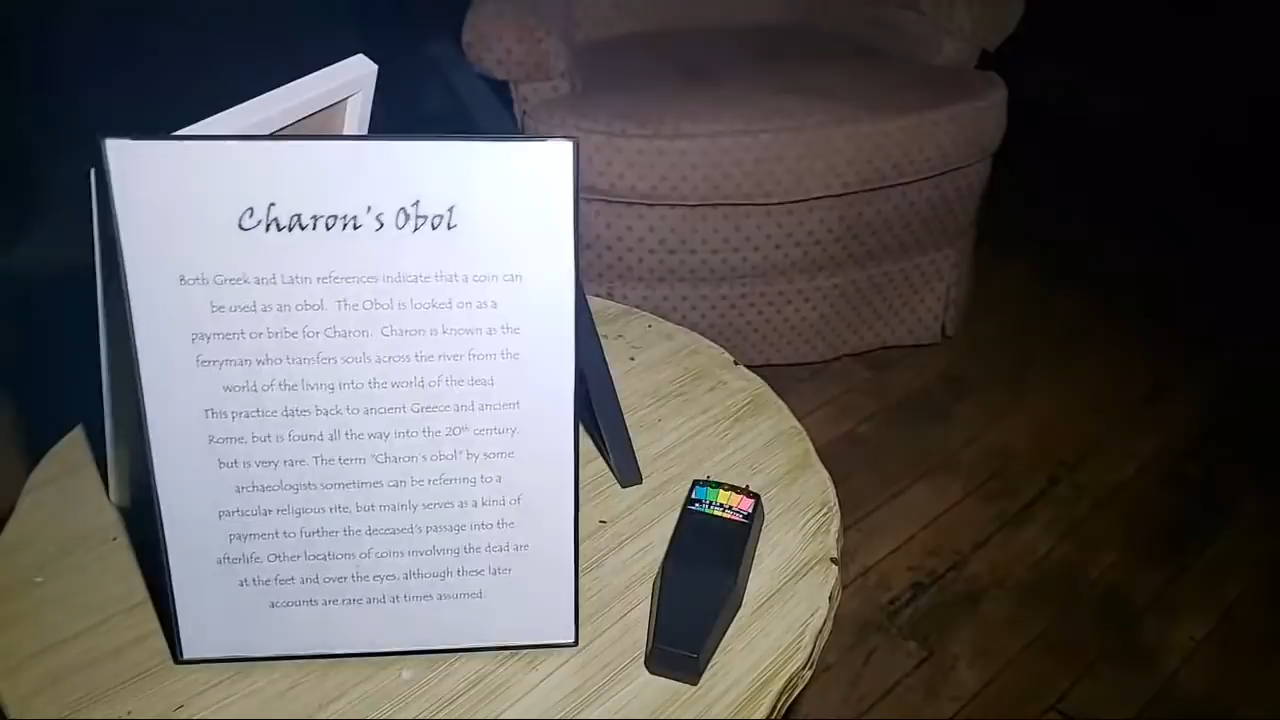 Charon's Obol
Both Greek and Latin references indicate that a coin can
be used as an obol. The Obol is looked on as a
payment or bribe for Charon. Charon is known as the
ferryman who transfers souls across the river from the
world of the living into the world of the dead
This practice dates back to ancient Greece and ancient
Rome, but is found all the way into the 20th century,
but is very rare. The term "Charon's obol" by some
archaeologists sometimes can be referring to a
particular religious rite, but mainly serves as a kind of
payment to further the deceased's passage into the
afterlife. Other locations of coins involving the dead are
at the feet and over the eyes, although these later
accounts are rare and at times assumed.
K-II EMF METER